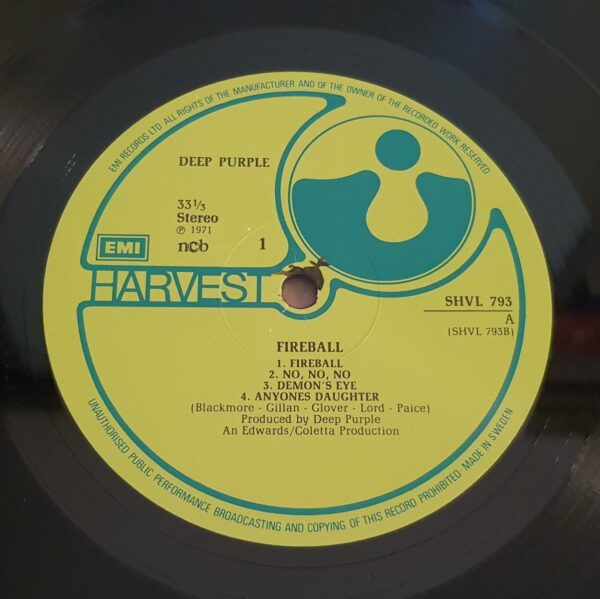 EMI RECORDS LTD ALL RIGHTS OF THE MANUFACTURER AND OF THE OWNER OF THE RECORDED WORK RESERVED
DEEP PURPLE
33 1/3
Stereo
℗ 1971
EMI
ncb
1
HARVEST
SHVL 793
A
(SHVL 793B)
FIREBALL
1. FIREBALL
2. NO, NO, NO
3. DEMON'S EYE
4. ANYONES DAUGHTER
(Blackmore - Gillan - Glover - Lord - Paice)
Produced by Deep Purple
An Edwards/Coletta Production
UNAUTHORISED PUBLIC PERFORMANCE BROADCASTING AND COPYING OF THIS RECORD PROHIBITED MADE IN SWEDEN